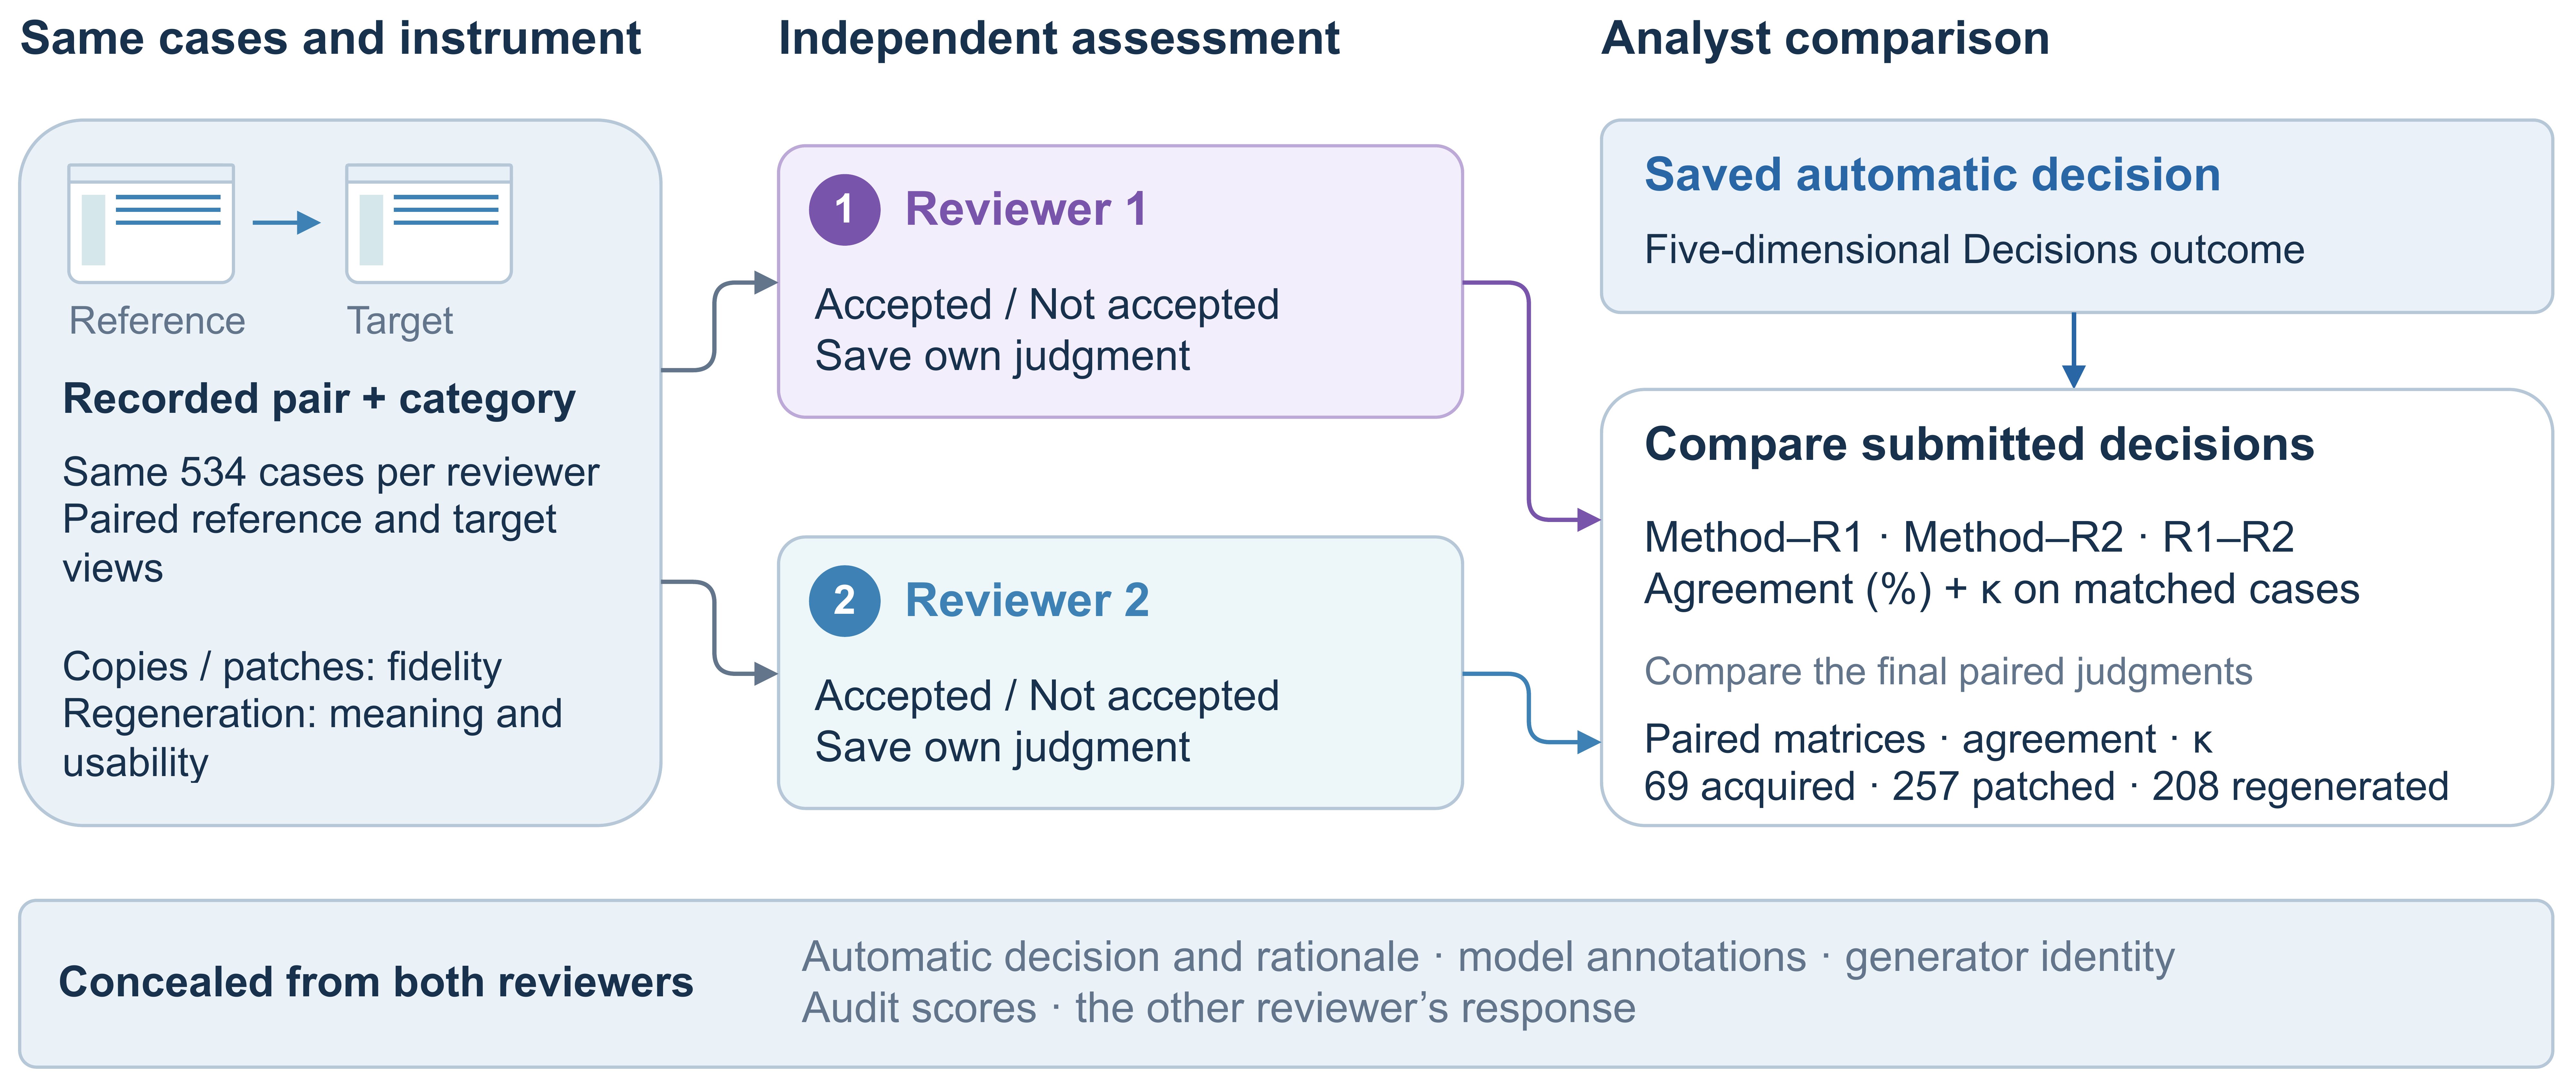 Same cases and instrument
Reference
Target
Recorded pair + category
Same 534 cases per reviewer
Paired reference and target
views
Copies / patches: fidelity
Regeneration: meaning and
usability
Independent assessment
1 Reviewer 1
Accepted / Not accepted
Save own judgment
2 Reviewer 2
Accepted / Not accepted
Save own judgment
Analyst comparison
Saved automatic decision
Five-dimensional Decisions outcome
Compare submitted decisions
Method–R1 · Method–R2 · R1–R2
Agreement (%) + κ on matched cases
Compare the final paired judgments
Paired matrices · agreement · κ
69 acquired · 257 patched · 208 regenerated
Concealed from both reviewers
Automatic decision and rationale · model annotations · generator identity
Audit scores · the other reviewer’s response